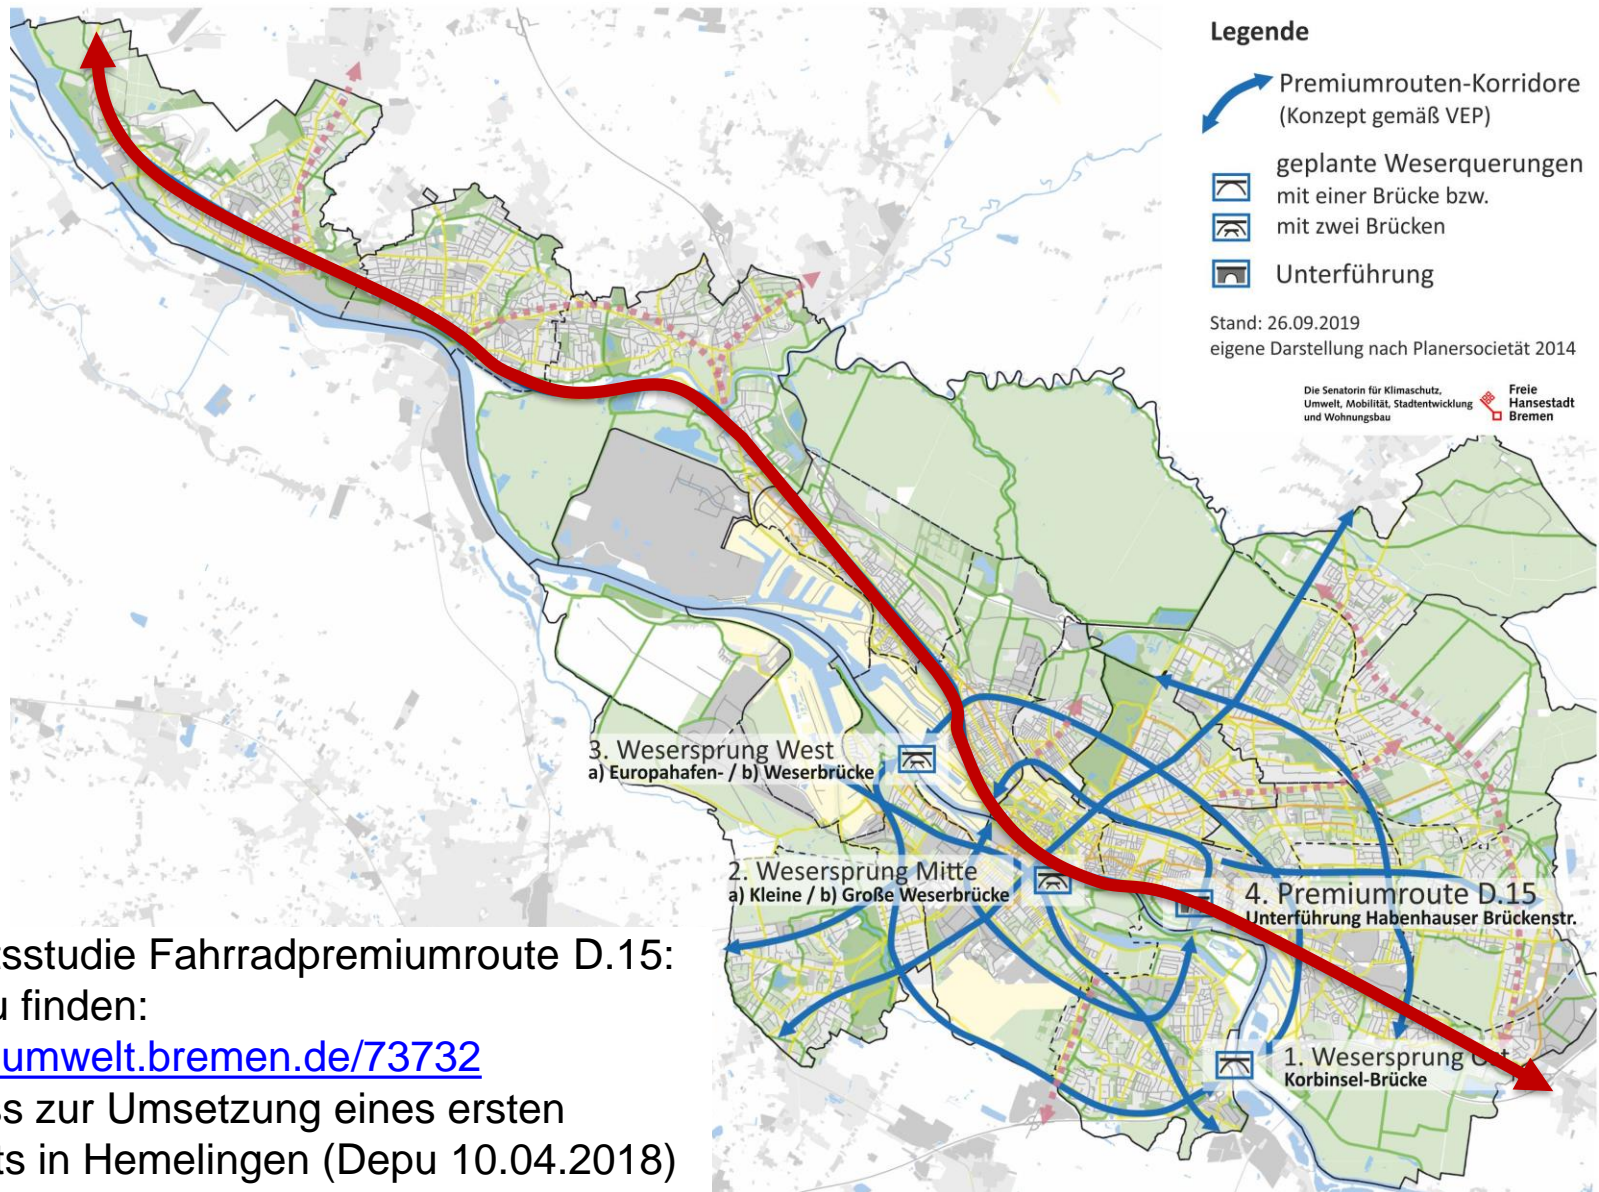 Legende
Premiumrouten-Korridore
(Konzept gemäß VEP)
geplante Weserquerungen
mit einer Brücke bzw.
mit zwei Brücken
Unterführung
Stand: 26.09.2019
eigene Darstellung nach Planersocietät 2014
Die Senatorin für Klimaschutz,
Umwelt, Mobilität, Stadtentwicklung
und Wohnungsbau
Freie
Hansestadt
Bremen
3. Wesersprung West
a) Europahafen- / b) Weserbrücke
2. Wesersprung Mitte
a) Kleine / b) Große Weserbrücke
4. Premiumroute D.15
Unterführung Habenhauser Brückenstr.
1. Wesersprung Ost
Korbinsel-Brücke
tsstudie Fahrradpremiumroute D.15:
u finden:
umwelt.bremen.de/73732
ss zur Umsetzung eines ersten
ts in Hemelingen (Depu 10.04.2018)